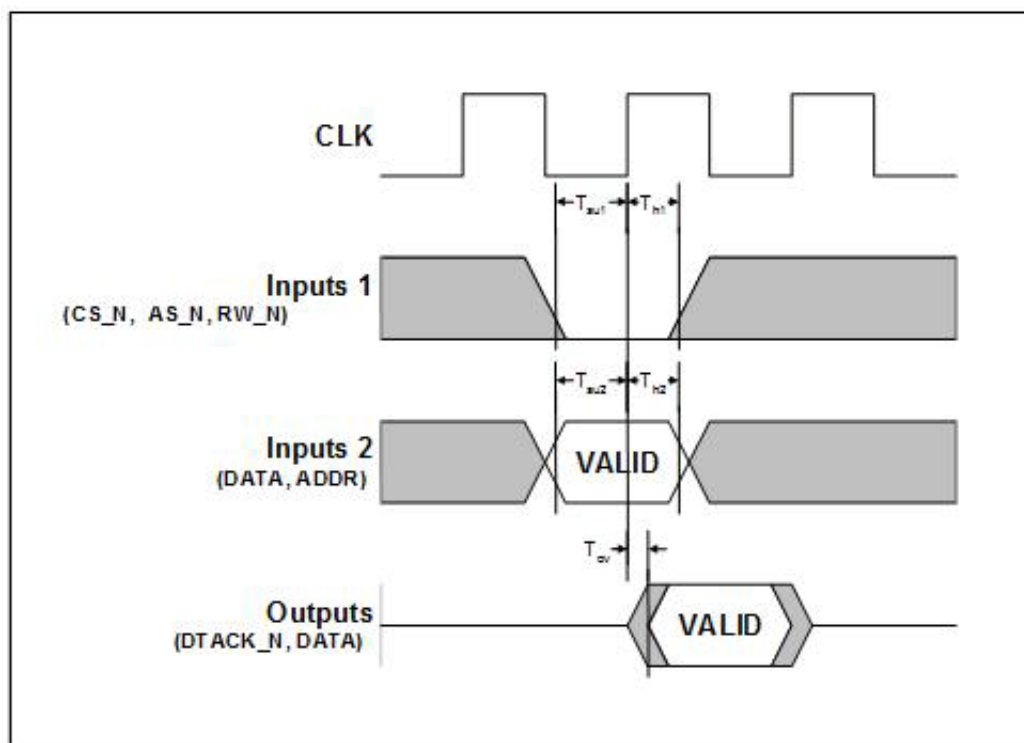 CLK
Tsu1 Th1
Inputs 1
(CS_N, AS_N, RW_N)
Tsu2 Th2
Inputs 2
VALID
(DATA, ADDR)
Tov
Outputs
VALID
(DTACK_N, DATA)